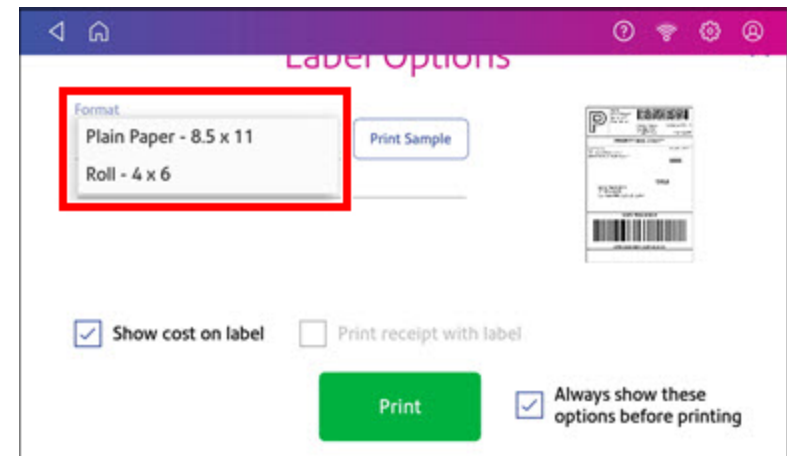 Label Options
Format
Plain Paper - 8.5 x 11
Print Sample
Roll - 4 x 6
P
Show cost on label
Print receipt with label
Print
Always show these
options before printing